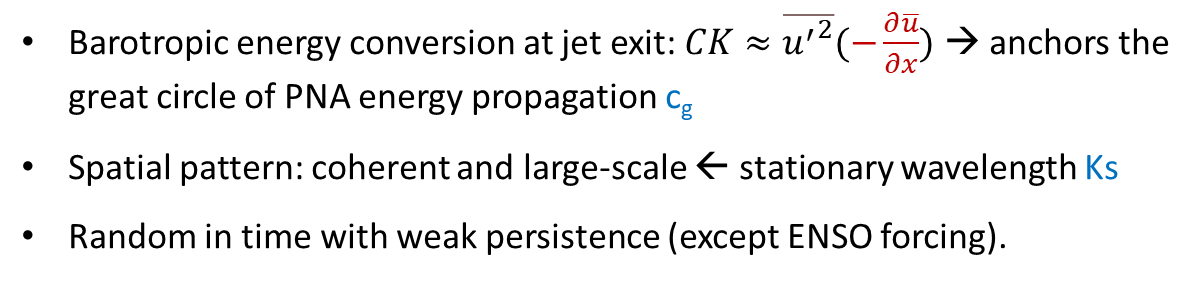 • Barotropic energy conversion at jet exit: CK ≈ \overline{u'^2}(−∂ū/∂x) → anchors the
great circle of PNA energy propagation c_g
• Spatial pattern: coherent and large-scale ← stationary wavelength Ks
• Random in time with weak persistence (except ENSO forcing).